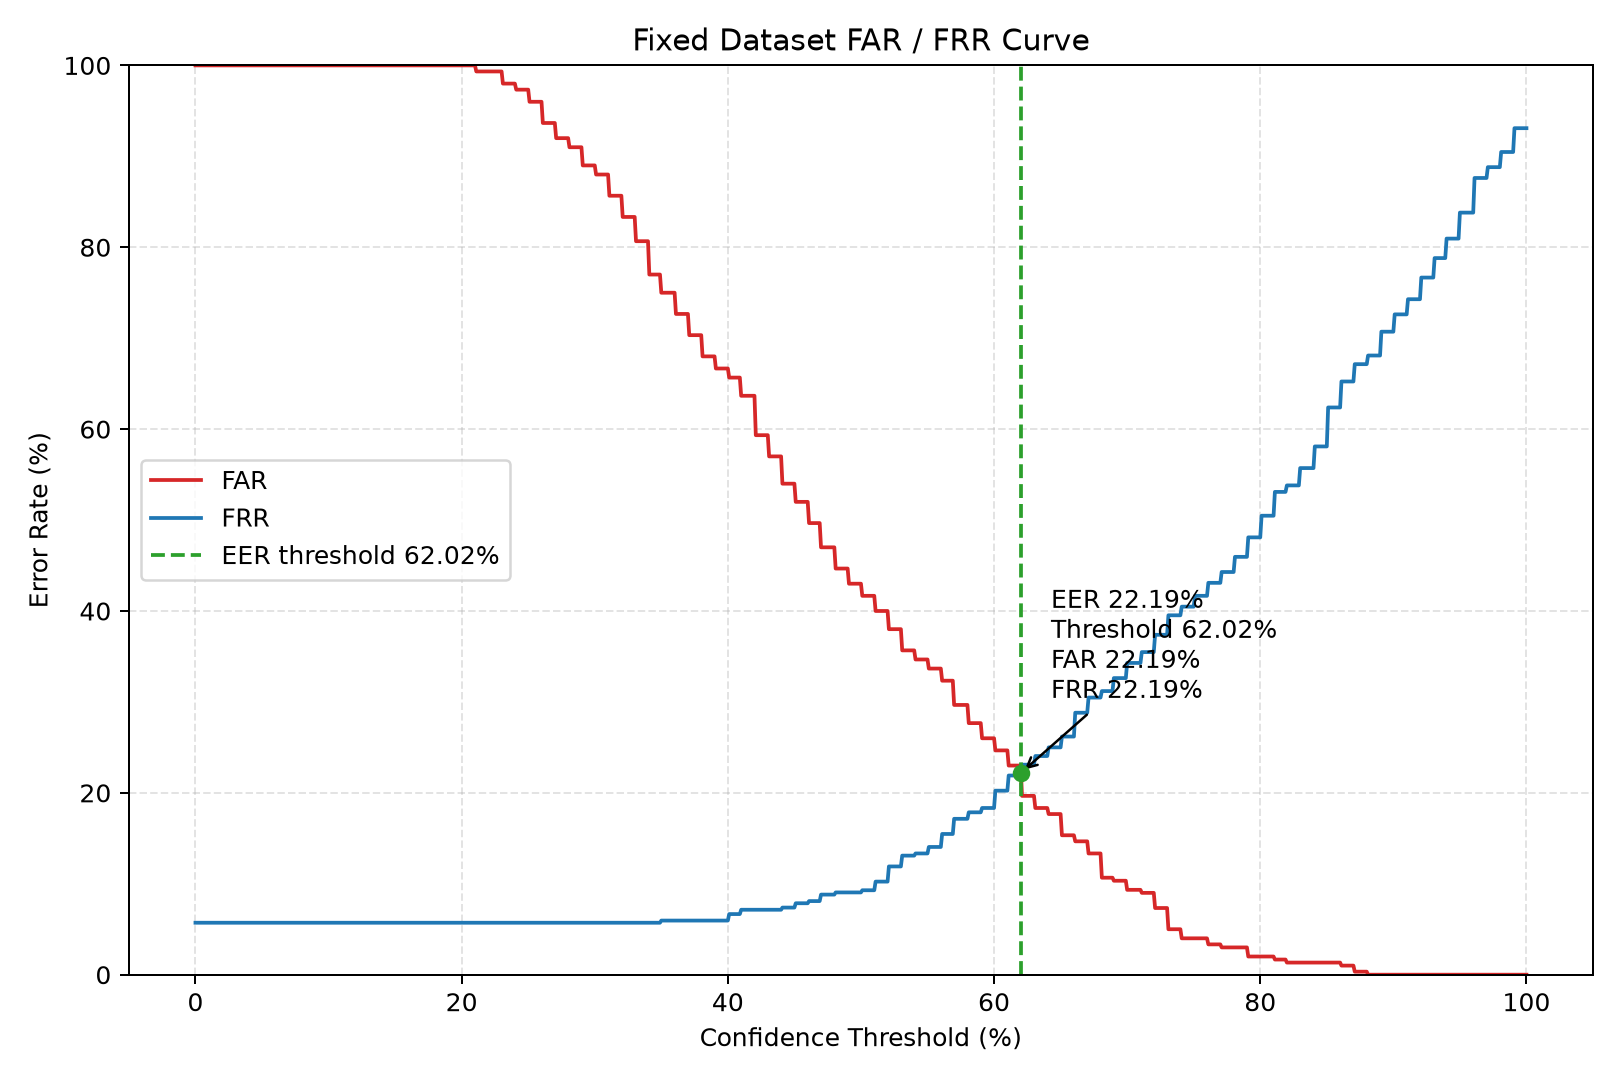 Fixed Dataset FAR / FRR Curve
100
80
60
40
20
0
Error Rate (%)
FAR
FRR
EER threshold 62.02%
EER 22.19%
Threshold 62.02%
FAR 22.19%
FRR 22.19%
0 20 40 60 80 100
Confidence Threshold (%)